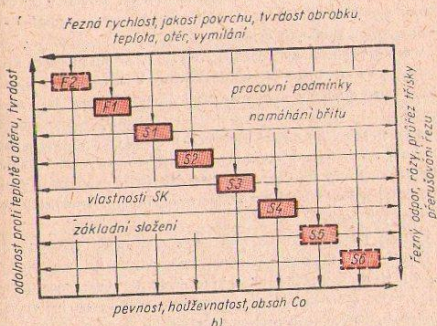 řezná rychlost, jakost povrchu, tvrdost obrobku,
teplota, otěr, vymílání
odolnost proti teplotě a otěru, tvrdost
F2
pracovní podmínky
F1
namáhání břitu
S1
S2
S3
vlastnosti SK
S4
základní složení
S5
S6
řezný odpor, rázy, průřez třísky
přerušování řezu
pevnost, houževnatost, obsah Co
b)